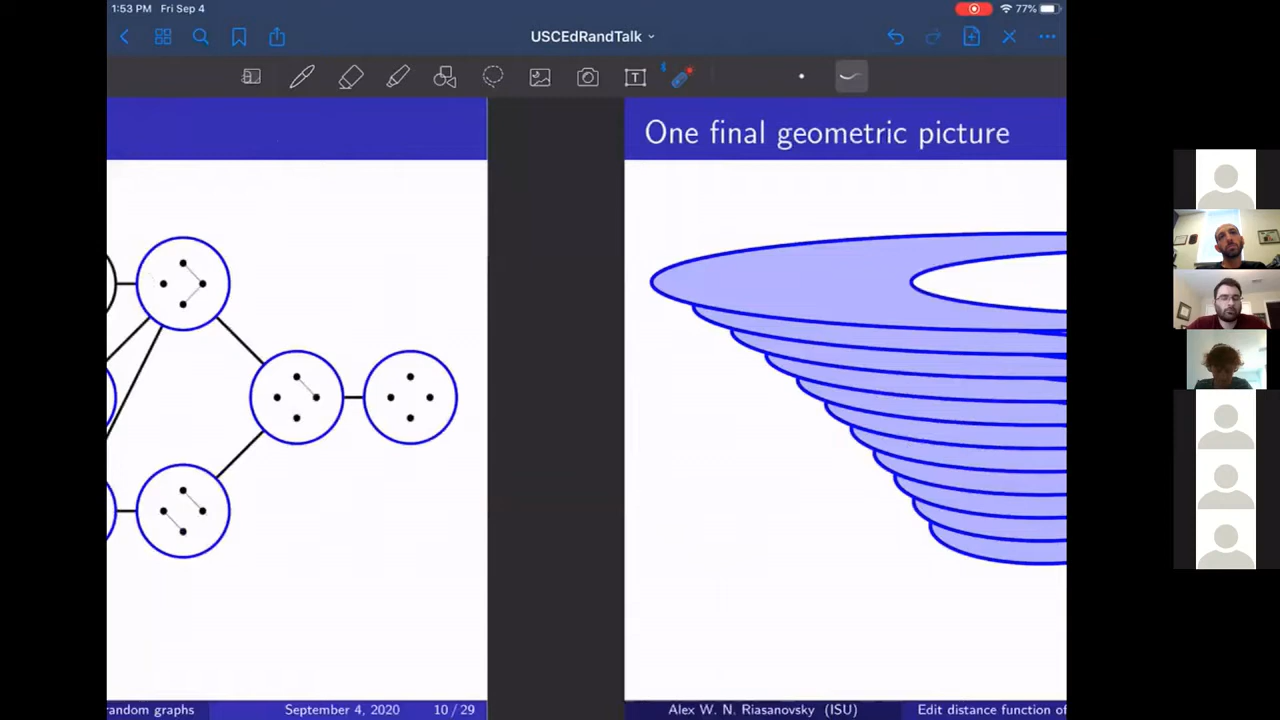 1:53 PM Fri Sep 4
77%
USCEdRandTalk
T
One final geometric picture
random graphs
September 4, 2020
10 / 29
Alex W. N. Riasanovsky (ISU)
Edit distance function of